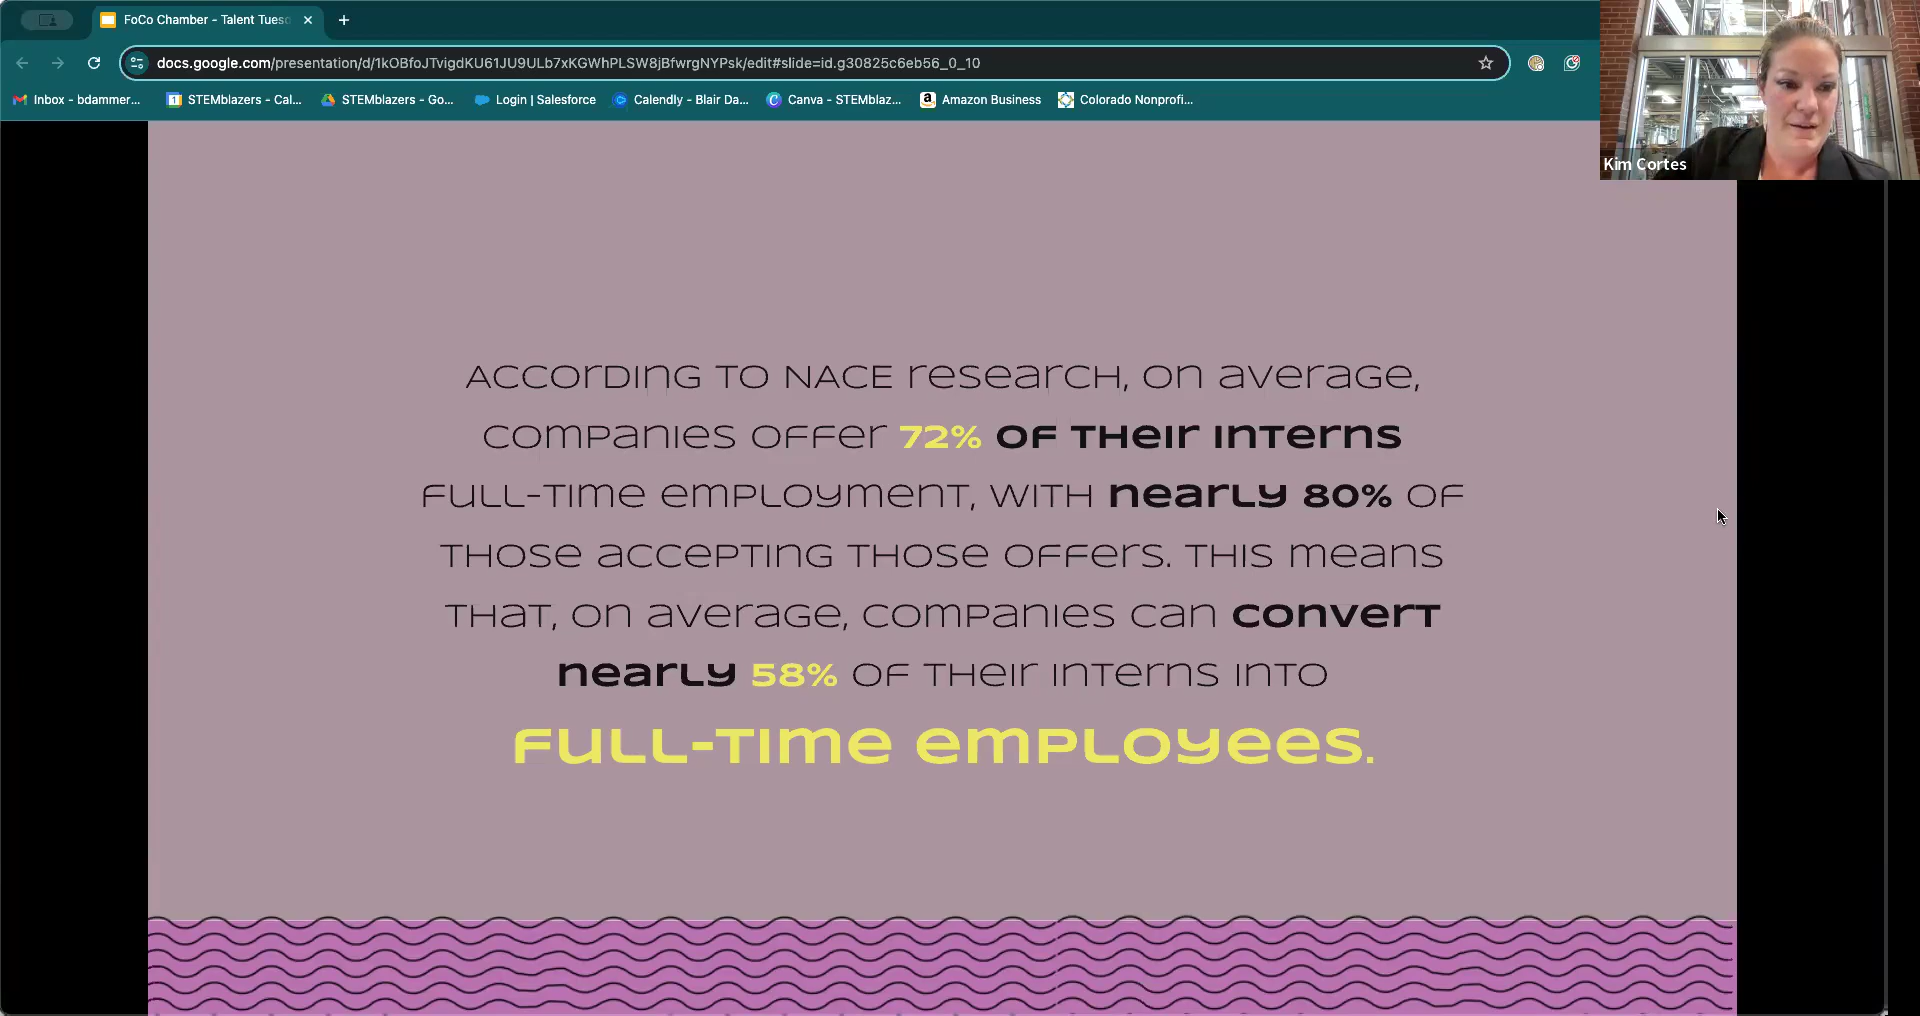 FoCo Chamber - Talent Tuesd
docs.google.com/presentation/d/1kOBfoJTvigdKU61JU9ULb7xKGWhPLSW8jBfwrgNYPsk/edit#slide=id.g30825c6eb56_0_10
Inbox - bdammer... STEMblazers - Cal... STEMblazers - Go... Login | Salesforce Calendly - Blair Da... Canva - STEMblaz... Amazon Business Colorado Nonprofi...
Kim Cortes
According to NACE research, on average,
companies offer 72% of their interns
full-time employment, with nearly 80% of
those accepting those offers. This means
that, on average, companies can convert
nearly 58% of their interns into
full-time employees.